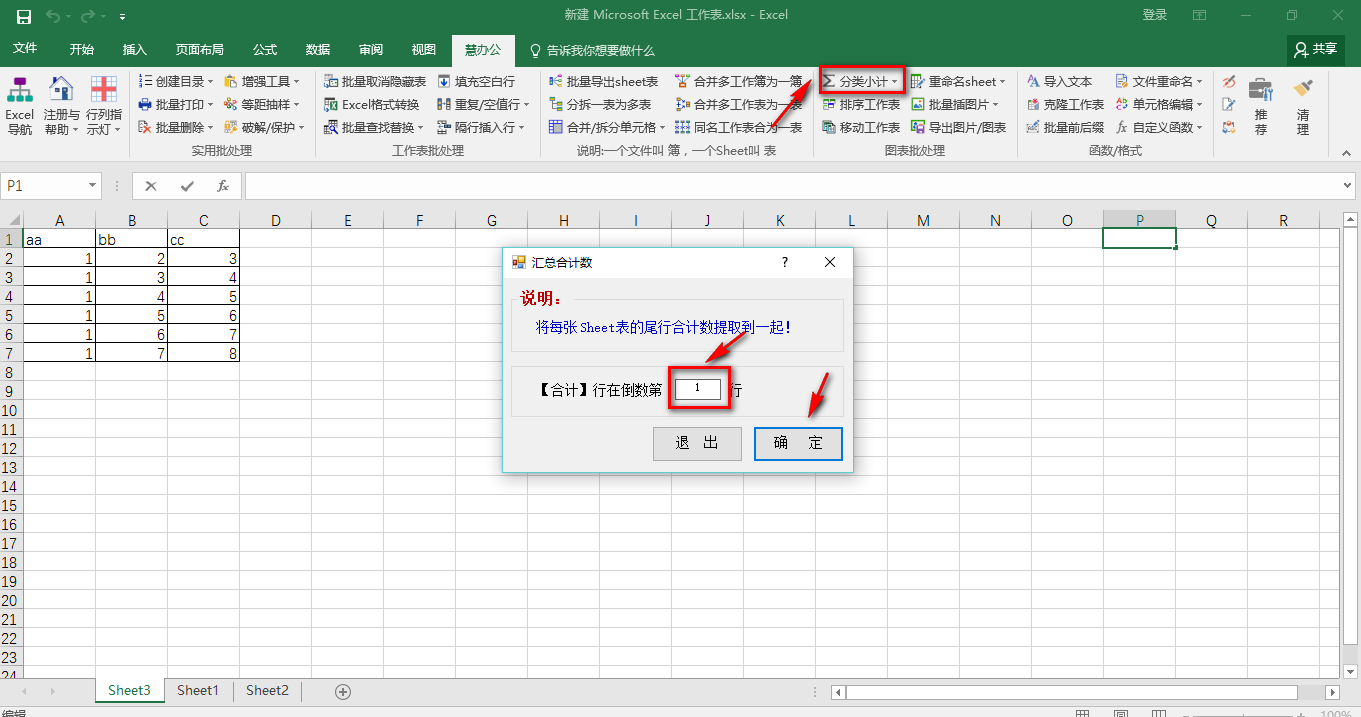 新建 Microsoft Excel 工作表.xlsx - Excel
登录
文件 开始 插入 页面布局 公式 数据 审阅 视图 慧办公 告诉我你想要做什么 共享
Excel导航 注册与帮助 行列指示灯
创建目录 增强工具
批量打印 等距抽样
批量删除 破解/保护
实用批处理
批量取消隐藏表 填充空白行
Excel格式转换 重复/空值行
批量查找替换 隔行插入行
工作表批处理
批量导出sheet表 合并多工作簿为一簿
分拆一表为多表 合并多工作表为一表
合并/拆分单元格 同名工作表合为一表
说明:一个文件叫 簿，一个Sheet叫 表
分类小计 重命名sheet
排序工作表 批量插图片
移动工作表 导出图片/图表
图表批处理
导入文本 文件重命名
克隆工作表 单元格编辑
批量前后缀 自定义函数
函数/格式
推荐 清理
P1 fx
A B C D E F G H I J K L M N O P Q R
1 aa bb cc
2 1 2 3
3 1 3 4
4 1 4 5
5 1 5 6
6 1 6 7
7 1 7 8
8
9
10
11
12
13
14
15
16
17
18
19
20
21
22
23
24
汇总合计数 ?
说明：
将每张Sheet表的尾行合计数提取到一起！
【合计】行在倒数第 1 行
退 出 确 定
Sheet3 Sheet1 Sheet2
编辑 100%